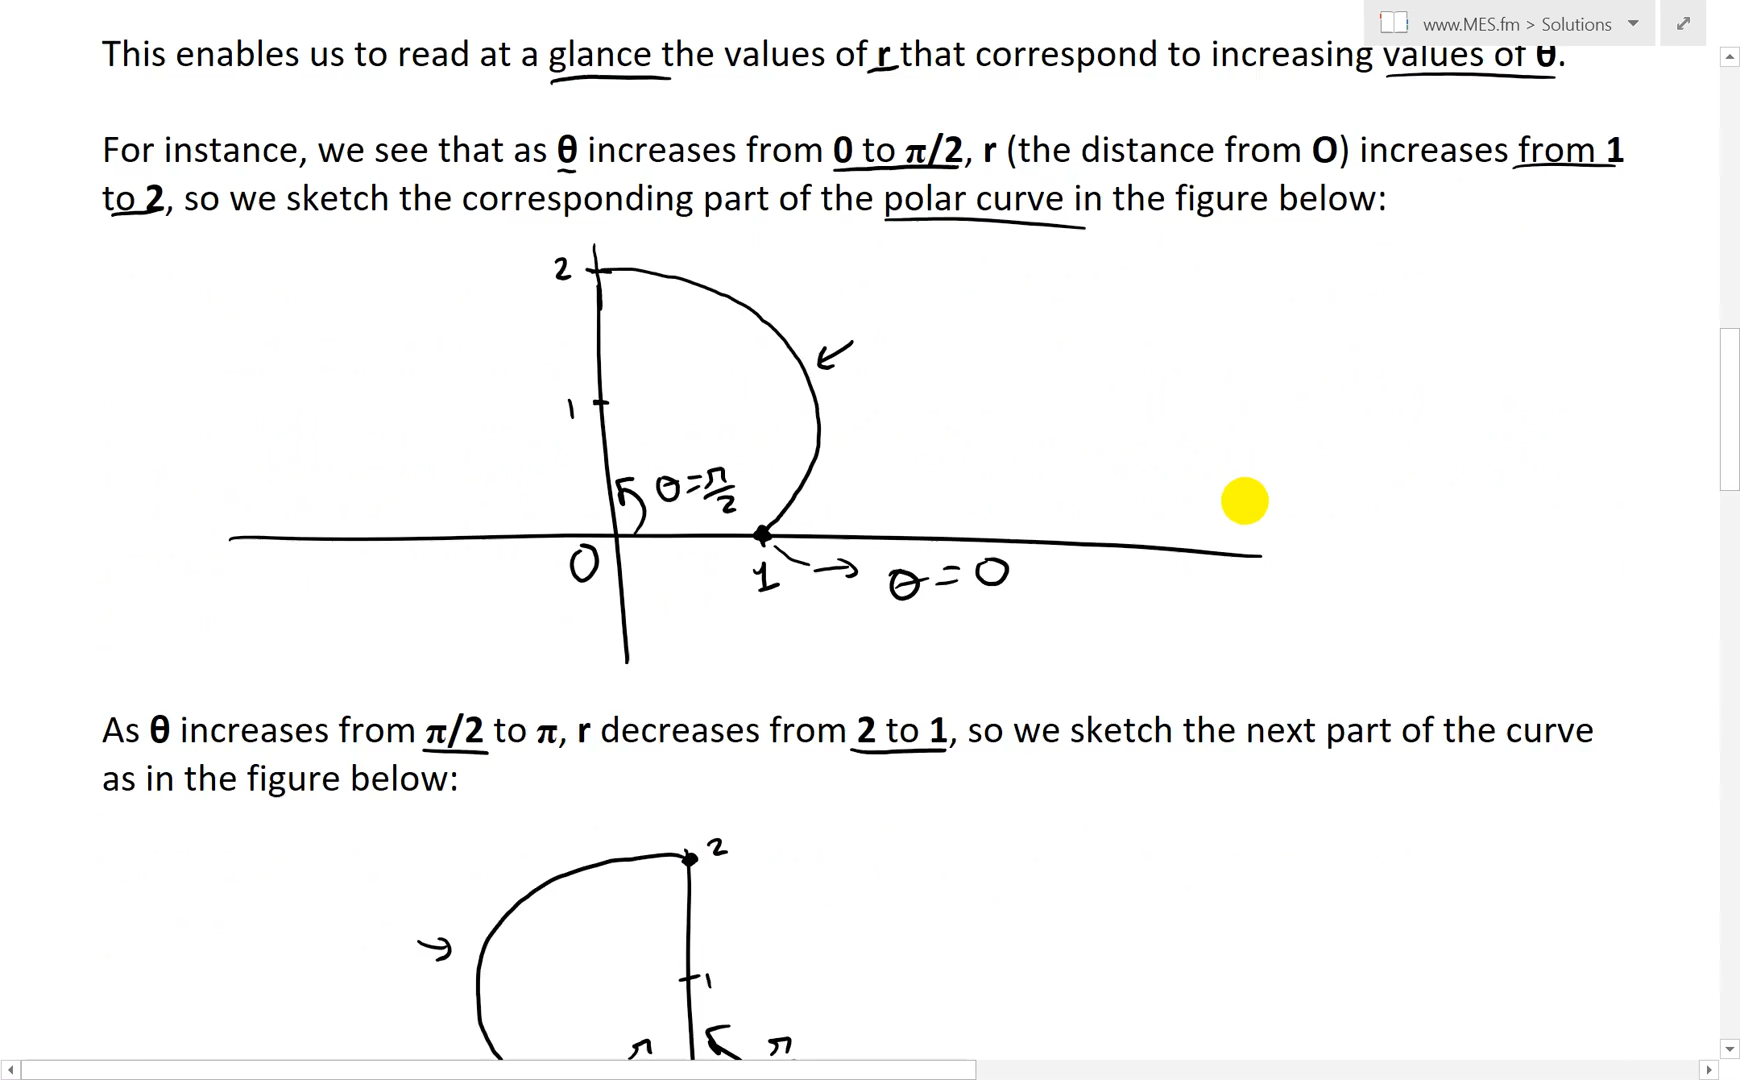 www.MES.fm > Solutions
This enables us to read at a glance the values of r that correspond to increasing values of θ.
For instance, we see that as θ increases from 0 to π/2, r (the distance from O) increases from 1
to 2, so we sketch the corresponding part of the polar curve in the figure below:
2
1
θ = π/2
O
1 → θ = 0
As θ increases from π/2 to π, r decreases from 2 to 1, so we sketch the next part of the curve
as in the figure below:
2
1
π π